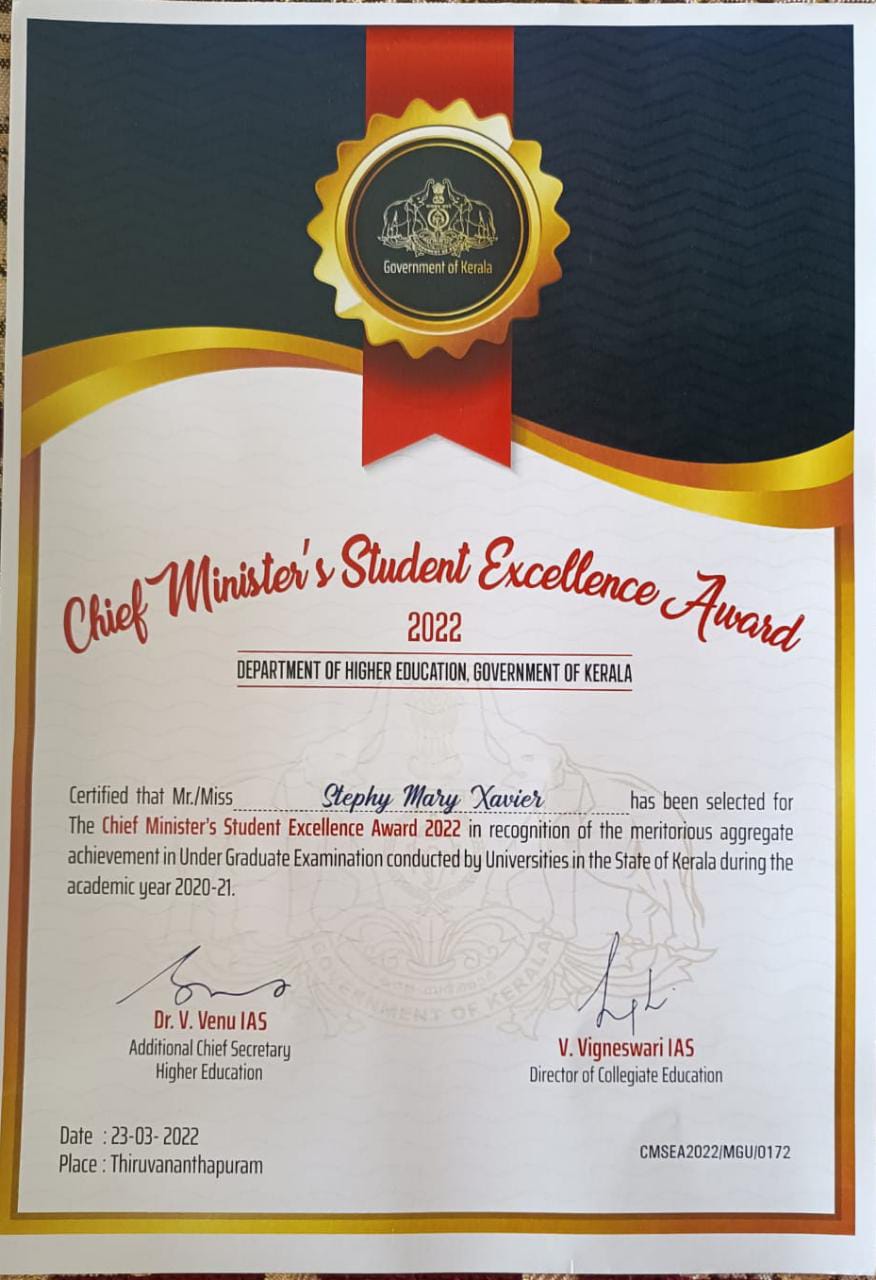 Government of Kerala
Chief Minister's Student Excellence Award
2022
DEPARTMENT OF HIGHER EDUCATION, GOVERNMENT OF KERALA
Certified that Mr./Miss Stephy Mary Xavier has been selected for
The Chief Minister's Student Excellence Award 2022 in recognition of the meritorious aggregate
achievement in Under Graduate Examination conducted by Universities in the State of Kerala during the
academic year 2020-21.
GOVERNMENT OF KERALA
Dr. V. Venu IAS
Additional Chief Secretary
Higher Education
V. Vigneswari IAS
Director of Collegiate Education
Date : 23-03- 2022
Place : Thiruvananthapuram
CMSEA2022/MGU/0172